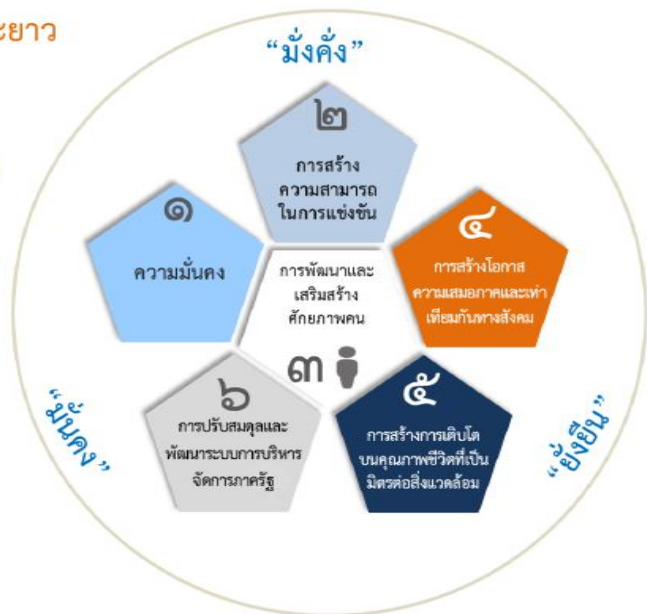 ะยาว
“มั่งคั่ง”
๒
การสร้าง
ความสามารถ
ในการแข่งขัน
๑
ความมั่นคง
๔
การสร้างโอกาส
ความเสมอภาคและเท่า
เทียมกันทางสังคม
การพัฒนาและ
เสริมสร้าง
ศักยภาพคน
๓
๖
การปรับสมดุลและ
พัฒนาระบบการบริหาร
จัดการภาครัฐ
๕
การสร้างการเติบโต
บนคุณภาพชีวิตที่เป็น
มิตรต่อสิ่งแวดล้อม
“มั่นคง”
“ยั่งยืน”